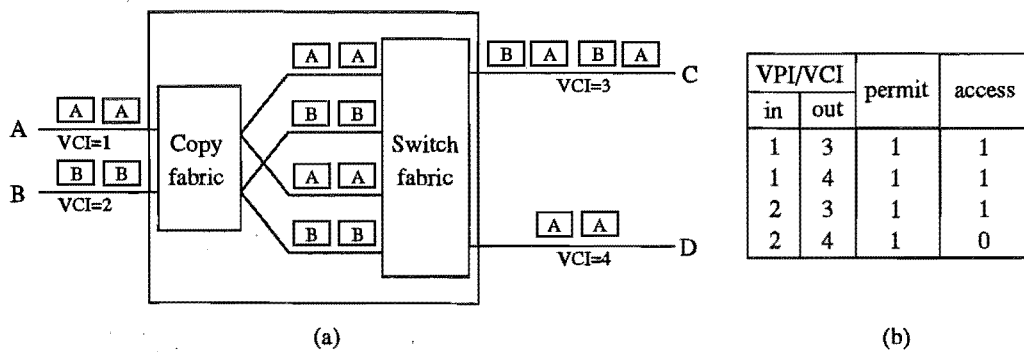 A A
B B
A A
B B
A A
B B
B A B A
A A
A
VCI=1
B
VCI=2
Copy
fabric
Switch
fabric
VCI=3
C
VCI=4
D
(a)
VPI/VCI permit access
in out
1 3 1 1
1 4 1 1
2 3 1 1
2 4 1 0
(b)